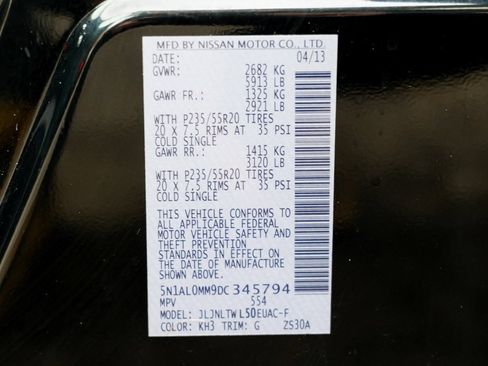 MFD BY NISSAN MOTOR CO., LTD.
DATE: 04/13
GVWR: 2682 KG
5913 LB
GAWR FR.: 1325 KG
2921 LB
WITH P235/55R20 TIRES
20 X 7.5 RIMS AT 35 PSI
COLD SINGLE
GAWR RR.: 1415 KG
3120 LB
WITH P235/55R20 TIRES
20 X 7.5 RIMS AT 35 PSI
COLD SINGLE
THIS VEHICLE CONFORMS TO
ALL APPLICABLE FEDERAL
MOTOR VEHICLE SAFETY AND
THEFT PREVENTION
STANDARDS IN EFFECT ON
THE DATE OF MANUFACTURE
SHOWN ABOVE.
5N1AL0MM9DC345794
MPV 554
MODEL: JLJNLTWL50EUAC-F
COLOR: KH3 TRIM: G ZS30A